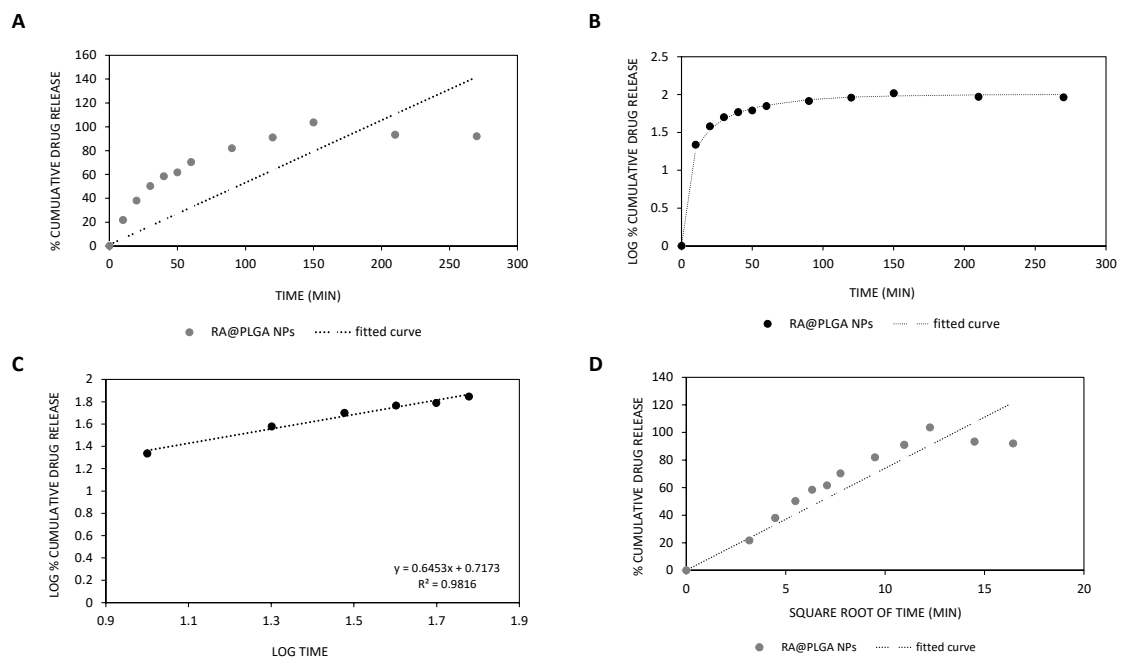 A
160
140
120
100
80
60
40
20
0
0 50 100 150 200 250 300
% CUMULATIVE DRUG RELEASE
TIME (MIN)
RA@PLGA NPs fitted curve
B
2.5
2
1.5
1
0.5
0
0 50 100 150 200 250 300
LOG % CUMULATIVE DRUG RELEASE
TIME (MIN)
RA@PLGA NPs fitted curve
C
2
1.8
1.6
1.4
1.2
1
0.8
0.6
0.4
0.2
0
0.9 1.1 1.3 1.5 1.7 1.9
LOG % CUMULATIVE DRUG RELEASE
y = 0.6453x + 0.7173
R² = 0.9816
LOG TIME
D
140
120
100
80
60
40
20
0
0 5 10 15 20
% CUMULATIVE DRUG RELEASE
SQUARE ROOT OF TIME (MIN)
RA@PLGA NPs fitted curve